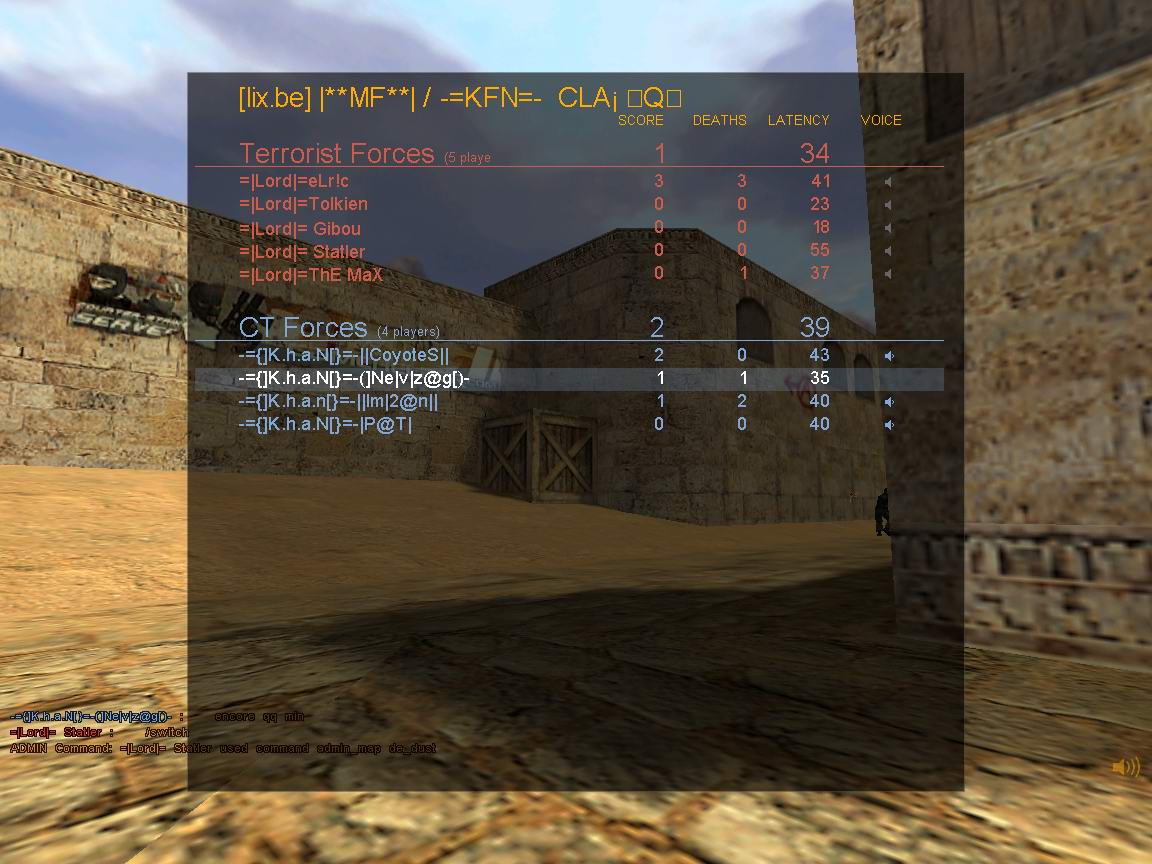 [lix.be] |**MF**| / -=KFN=- CLA¡ □Q□
SCORE DEATHS LATENCY VOICE
Terrorist Forces (5 playe 1 34
=|Lord|=eLr!c 3 3 41
=|Lord|=Tolkien 0 0 23
=|Lord|= Gibou 0 0 18
=|Lord|= Statler 0 0 55
=|Lord|=ThE MaX 0 1 37
CT Forces (4 players) 2 39
-={]K.h.a.N[}=-||CoyoteS|| 2 0 43
-={]K.h.a.N[}=-(]Ne|v|z@g[)- 1 1 35
-={]K.h.a.n[}=-||Im|2@n|| 1 2 40
-={]K.h.a.N[}=-|P@T| 0 0 40
SERVER
-={]K.h.a.N[}=-(]Ne|v|z@g[)- : encore qq min
=|Lord|= Statler : /switch
ADMIN Command: =|Lord|= Statler used command admin_map de_dust